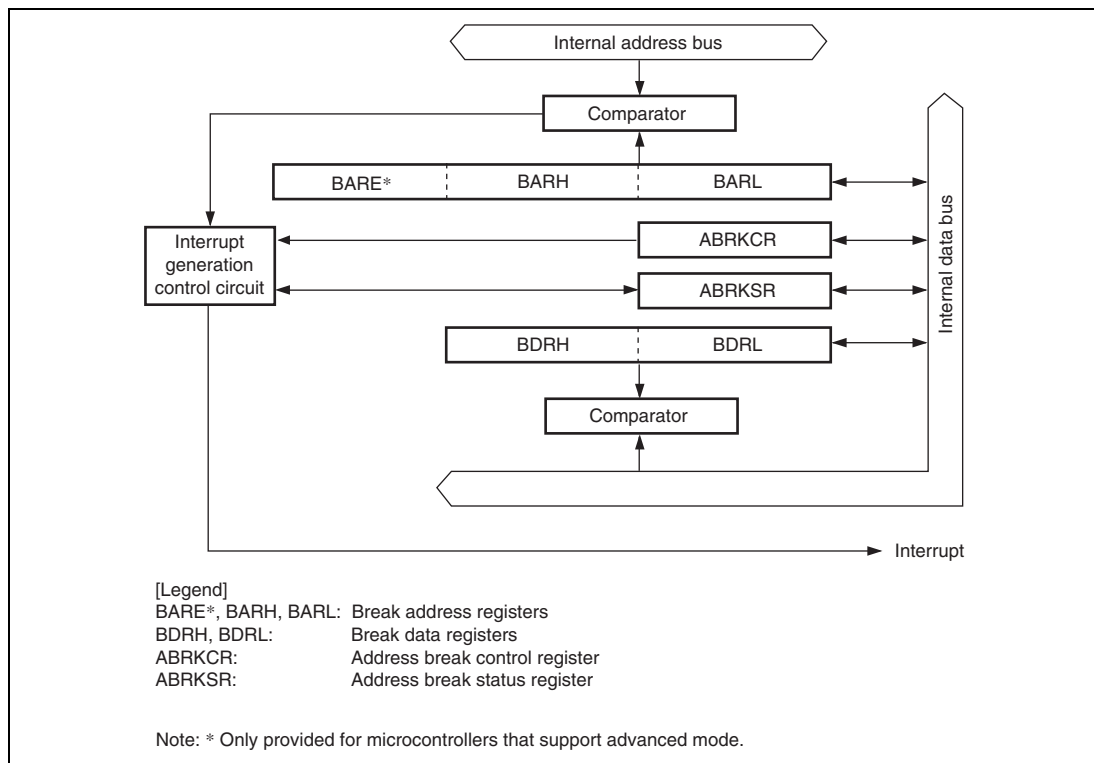 Internal address bus
Comparator
BARE* BARH BARL
Interrupt
generation
control circuit
ABRKCR
ABRKSR
BDRH BDRL
Comparator
Internal data bus
Interrupt
[Legend]
BARE*, BARH, BARL: Break address registers
BDRH, BDRL: Break data registers
ABRKCR: Address break control register
ABRKSR: Address break status register
Note: * Only provided for microcontrollers that support advanced mode.